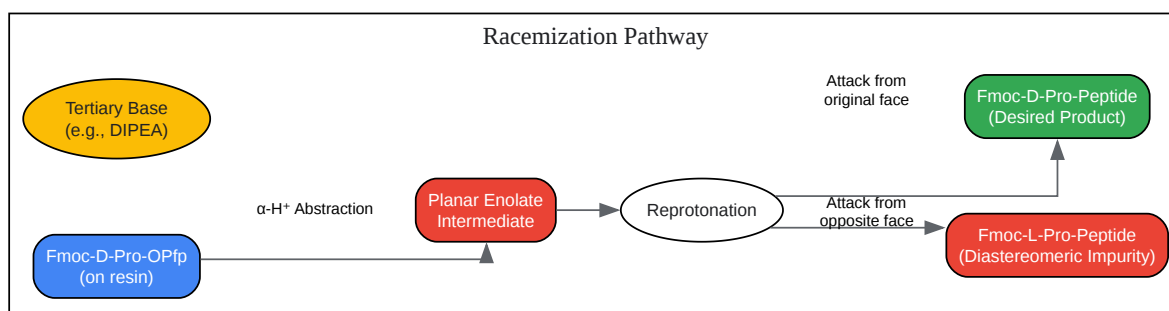 Racemization Pathway
Tertiary Base
(e.g., DIPEA)
Attack from
original face
Fmoc-D-Pro-Peptide
(Desired Product)
α-H⁺ Abstraction
Planar Enolate
Intermediate
Reprotonation
Attack from
opposite face
Fmoc-D-Pro-OPfp
(on resin)
Fmoc-L-Pro-Peptide
(Diastereomeric Impurity)